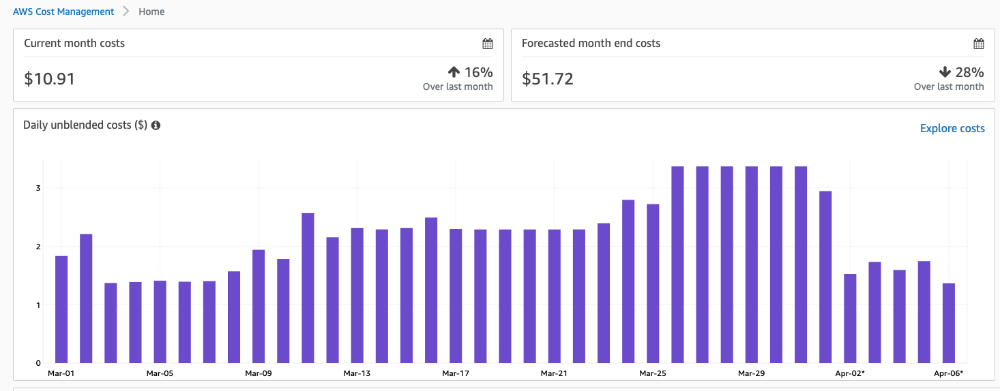 AWS Cost Management > Home
Current month costs
$10.91
16%
Over last month
Forecasted month end costs
$51.72
28%
Over last month
Daily unblended costs ($)
Explore costs
3
2
1
0
Mar-01 Mar-05 Mar-09 Mar-13 Mar-17 Mar-21 Mar-25 Mar-29 Apr-02* Apr-06*